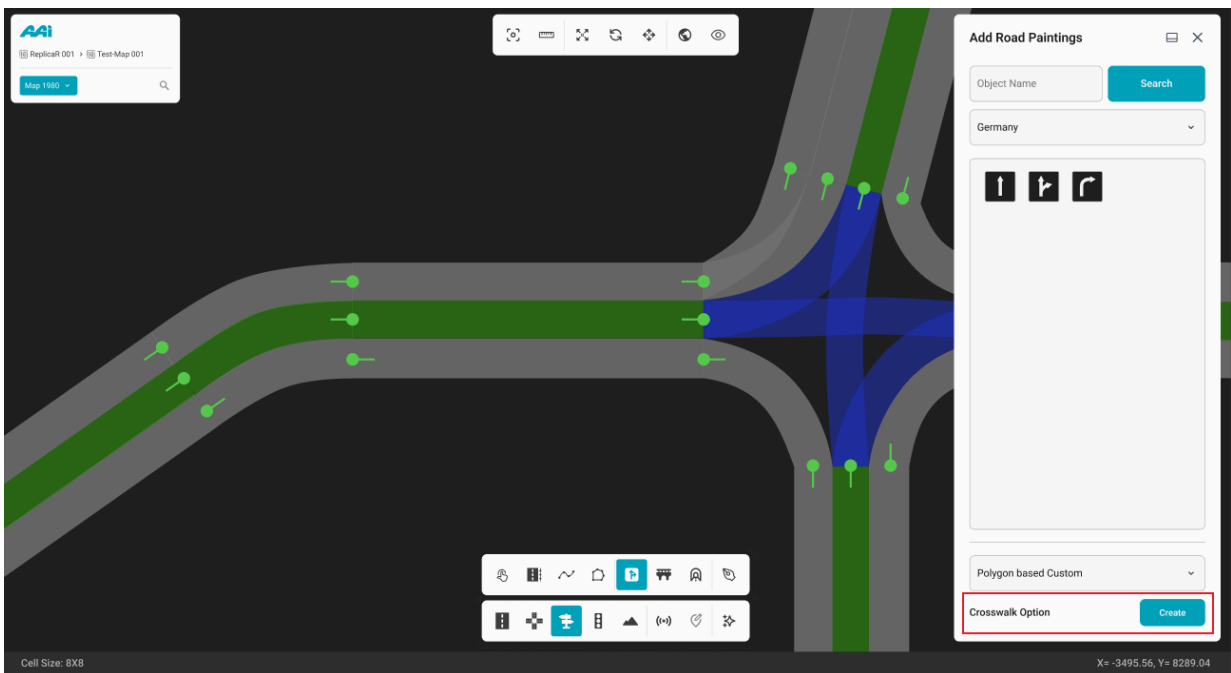 AAi
ReplicaR 001 > Test-Map 001
Map 1980
Add Road Paintings
Object Name
Search
Germany
Polygon based Custom
Crosswalk Option
Create
Cell Size: 8X8
X= -3495.56, Y= 8289.04